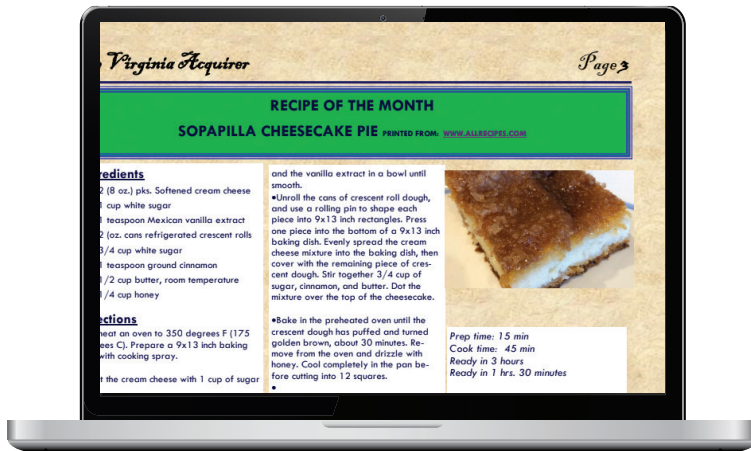 Virginia Acquirer
Page 3
RECIPE OF THE MONTH
SOPAPILLA CHEESECAKE PIE PRINTED FROM: WWW.ALLRECIPES.COM
redients
2 (8 oz.) pks. Softened cream cheese
1 cup white sugar
1 teaspoon Mexican vanilla extract
2 (oz. cans refrigerated crescent rolls
3/4 cup white sugar
1 teaspoon ground cinnamon
1/2 cup butter, room temperature
1/4 cup honey
ections
heat an oven to 350 degrees F (175
ees C). Prepare a 9x13 inch baking
with cooking spray.
t the cream cheese with 1 cup of sugar
and the vanilla extract in a bowl until
smooth.
•Unroll the cans of crescent roll dough,
and use a rolling pin to shape each
piece into 9x13 inch rectangles. Press
one piece into the bottom of a 9x13 inch
baking dish. Evenly spread the cream
cheese mixture into the baking dish, then
cover with the remaining piece of cres-
cent dough. Stir together 3/4 cup of
sugar, cinnamon, and butter. Dot the
mixture over the top of the cheesecake.
•Bake in the preheated oven until the
crescent dough has puffed and turned
golden brown, about 30 minutes. Re-
move from the oven and drizzle with
honey. Cool completely in the pan be-
fore cutting into 12 squares.
•
Prep time: 15 min
Cook time: 45 min
Ready in 3 hours
Ready in 1 hrs. 30 minutes